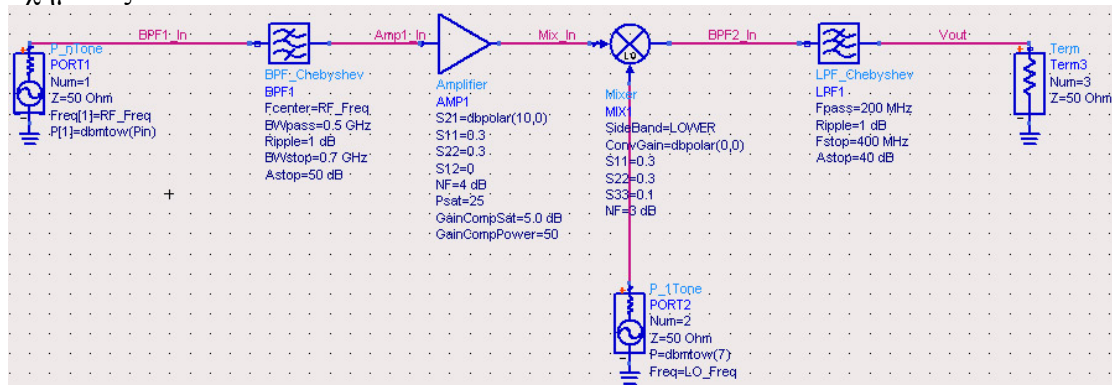 BPF1_In
Amp1_In
Mix_In
BPF2_In
Vout
P_nTone
PORT1
Num=1
Z=50 Ohm
Freq[1]=RF_Freq
P[1]=dbmtow(Pin)
BPF_Chebyshev
BPF1
Fcenter=RF_Freq
BWpass=0.5 GHz
Ripple=1 dB
BWstop=0.7 GHz
Astop=50 dB
Amplifier
AMP1
S21=dbpolar(10,0)
S11=0.3
S22=0.3
S12=0
NF=4 dB
Psat=25
GainCompSat=5.0 dB
GainCompPower=50
LO
Mixer
MIX1
SideBand=LOWER
ConvGain=dbpolar(0,0)
S11=0.3
S22=0.3
S33=0.1
NF=3 dB
LPF_Chebyshev
LPF1
Fpass=200 MHz
Ripple=1 dB
Fstop=400 MHz
Astop=40 dB
Term
Term3
Num=3
Z=50 Ohm
P_1Tone
PORT2
Num=2
Z=50 Ohm
P=dbmtow(7)
Freq=LO_Freq